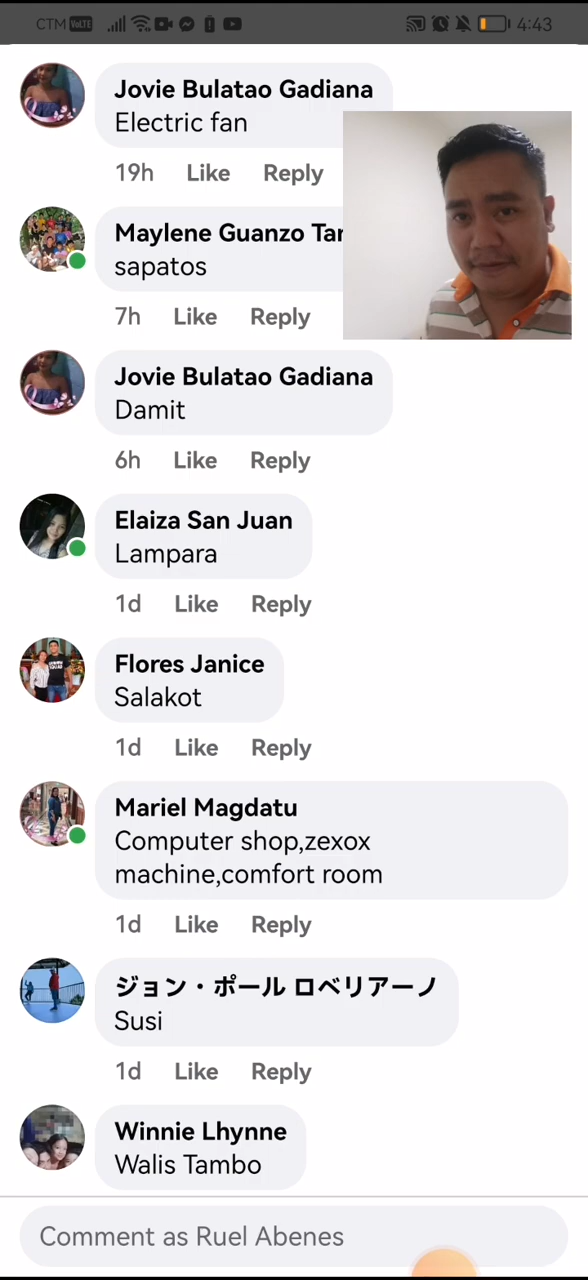 CTM VoLTE 4:43
Jovie Bulatao Gadiana
Electric fan
19h Like Reply
Maylene Guanzo
sapatos
7h Like Reply
Jovie Bulatao Gadiana
Damit
6h Like Reply
Elaiza San Juan
Lampara
1d Like Reply
Flores Janice
Salakot
1d Like Reply
Mariel Magdatu
Computer shop,zexox
machine,comfort room
1d Like Reply
ジョン・ポール ロベリアーノ
Susi
1d Like Reply
Winnie Lhynne
Walis Tambo
Comment as Ruel Abenes